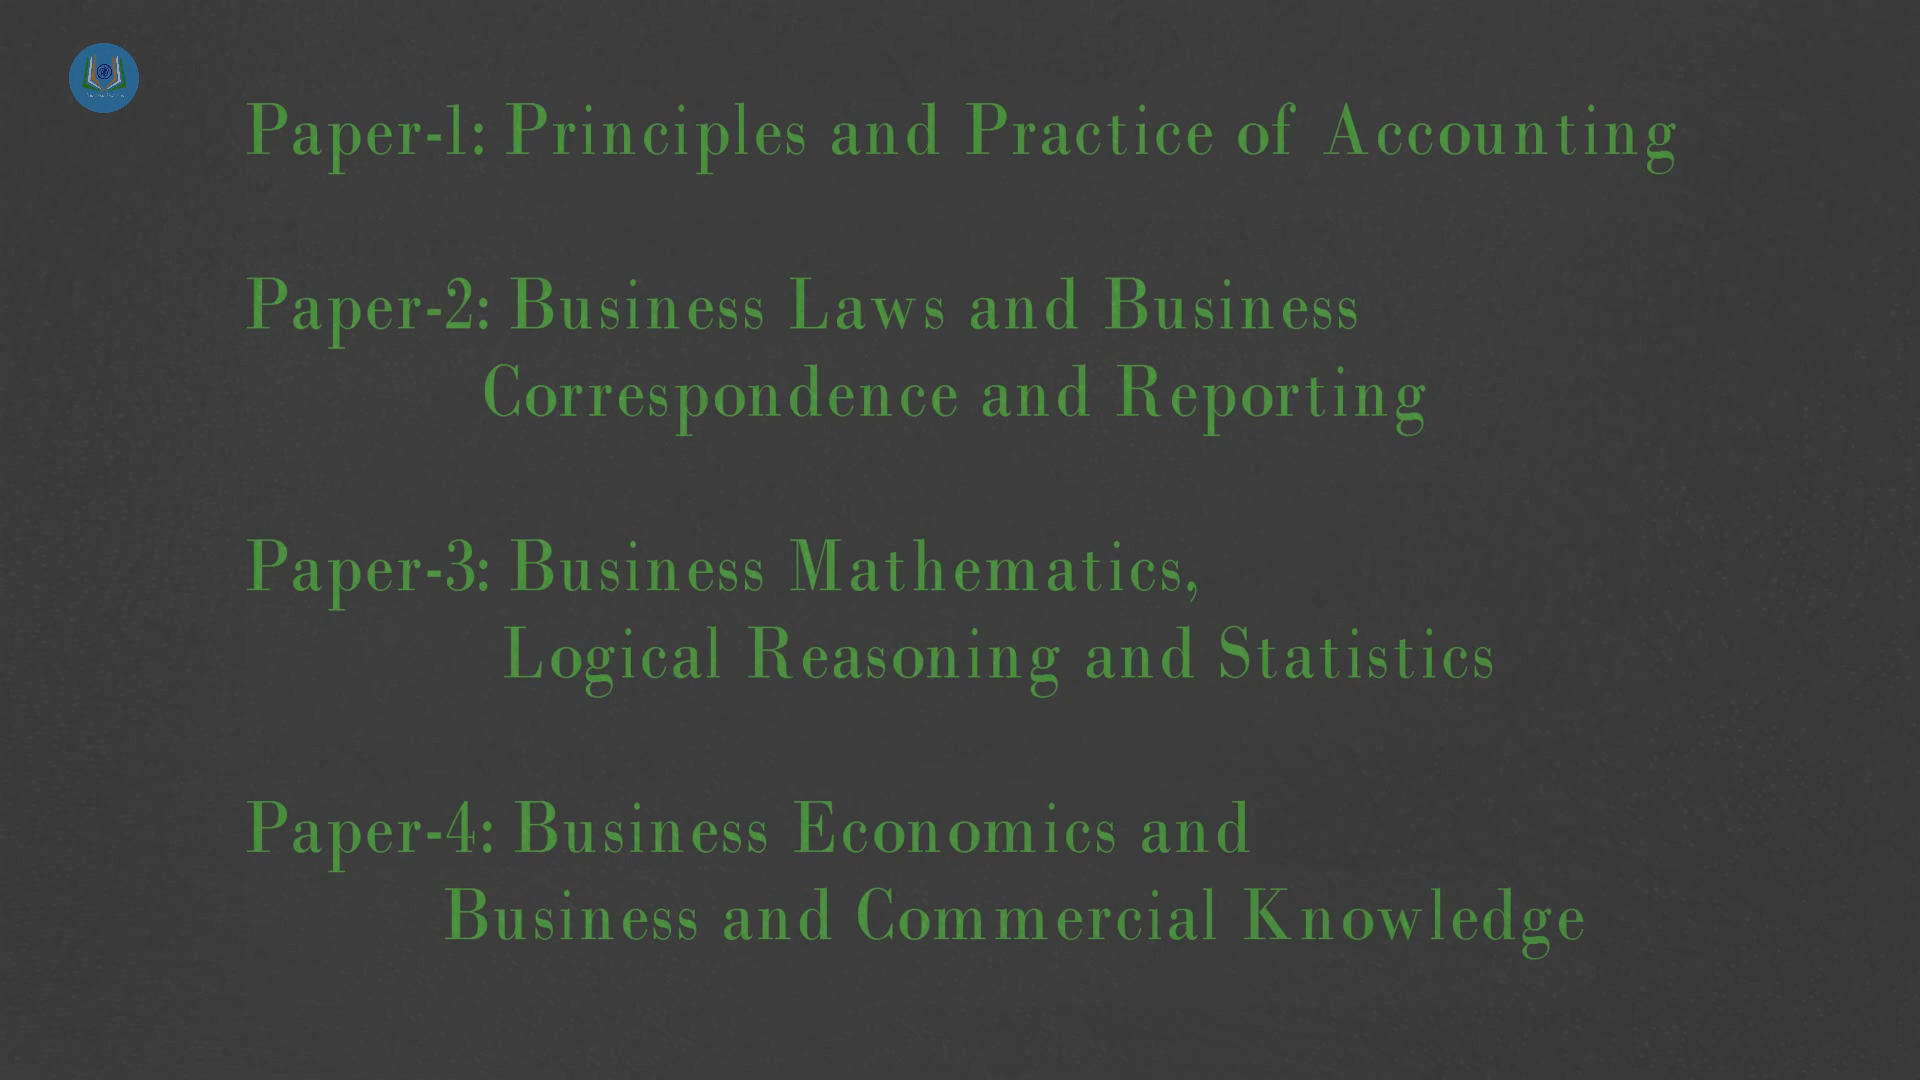 Paper-1: Principles and Practice of Accounting
Paper-2: Business Laws and Business
Correspondence and Reporting
Paper-3: Business Mathematics,
Logical Reasoning and Statistics
Paper-4: Business Economics and
Business and Commercial Knowledge